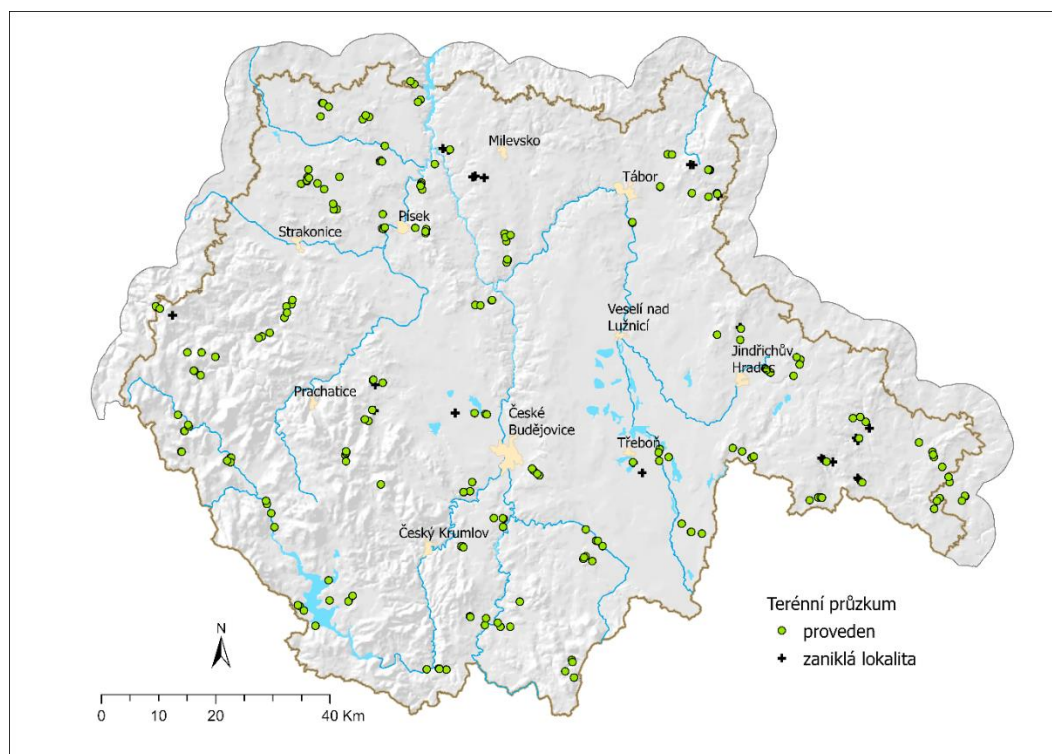 Milevsko
Tábor
Písek
Strakonice
Veselí nad
Lužnicí
Jindřichův
Hradec
Prachatice
České
Budějovice
Třeboň
Český Krumlov
Terénní průzkum
proveden
zaniklá lokalita
N
0 10 20 40 Km